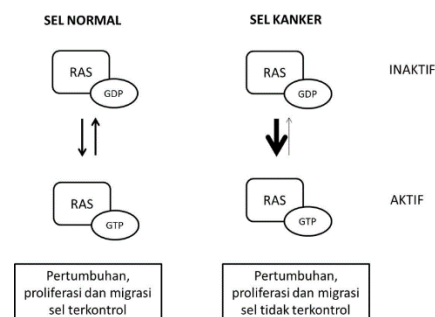 SEL NORMAL
SEL KANKER
RAS
GDP
RAS
GDP
INAKTIF
RAS
GTP
RAS
GTP
AKTIF
Pertumbuhan,
proliferasi dan migrasi
sel terkontrol
Pertumbuhan,
proliferasi dan migrasi
sel tidak terkontrol